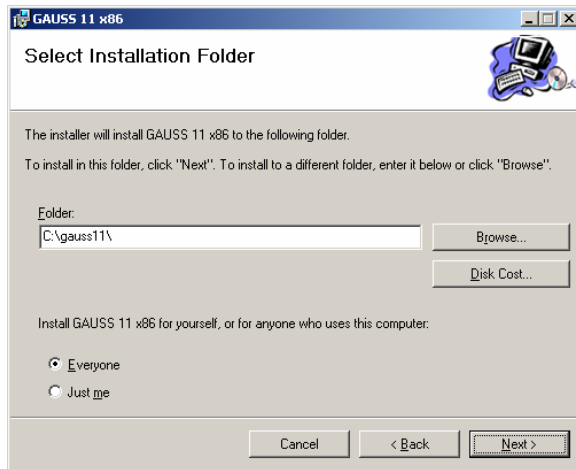 GAUSS 11 x86
Select Installation Folder
The installer will install GAUSS 11 x86 to the following folder.
To install in this folder, click "Next". To install to a different folder, enter it below or click "Browse".
Folder:
C:\gauss11\
Browse...
Disk Cost...
Install GAUSS 11 x86 for yourself, or for anyone who uses this computer:
Everyone
Just me
Cancel
< Back
Next >